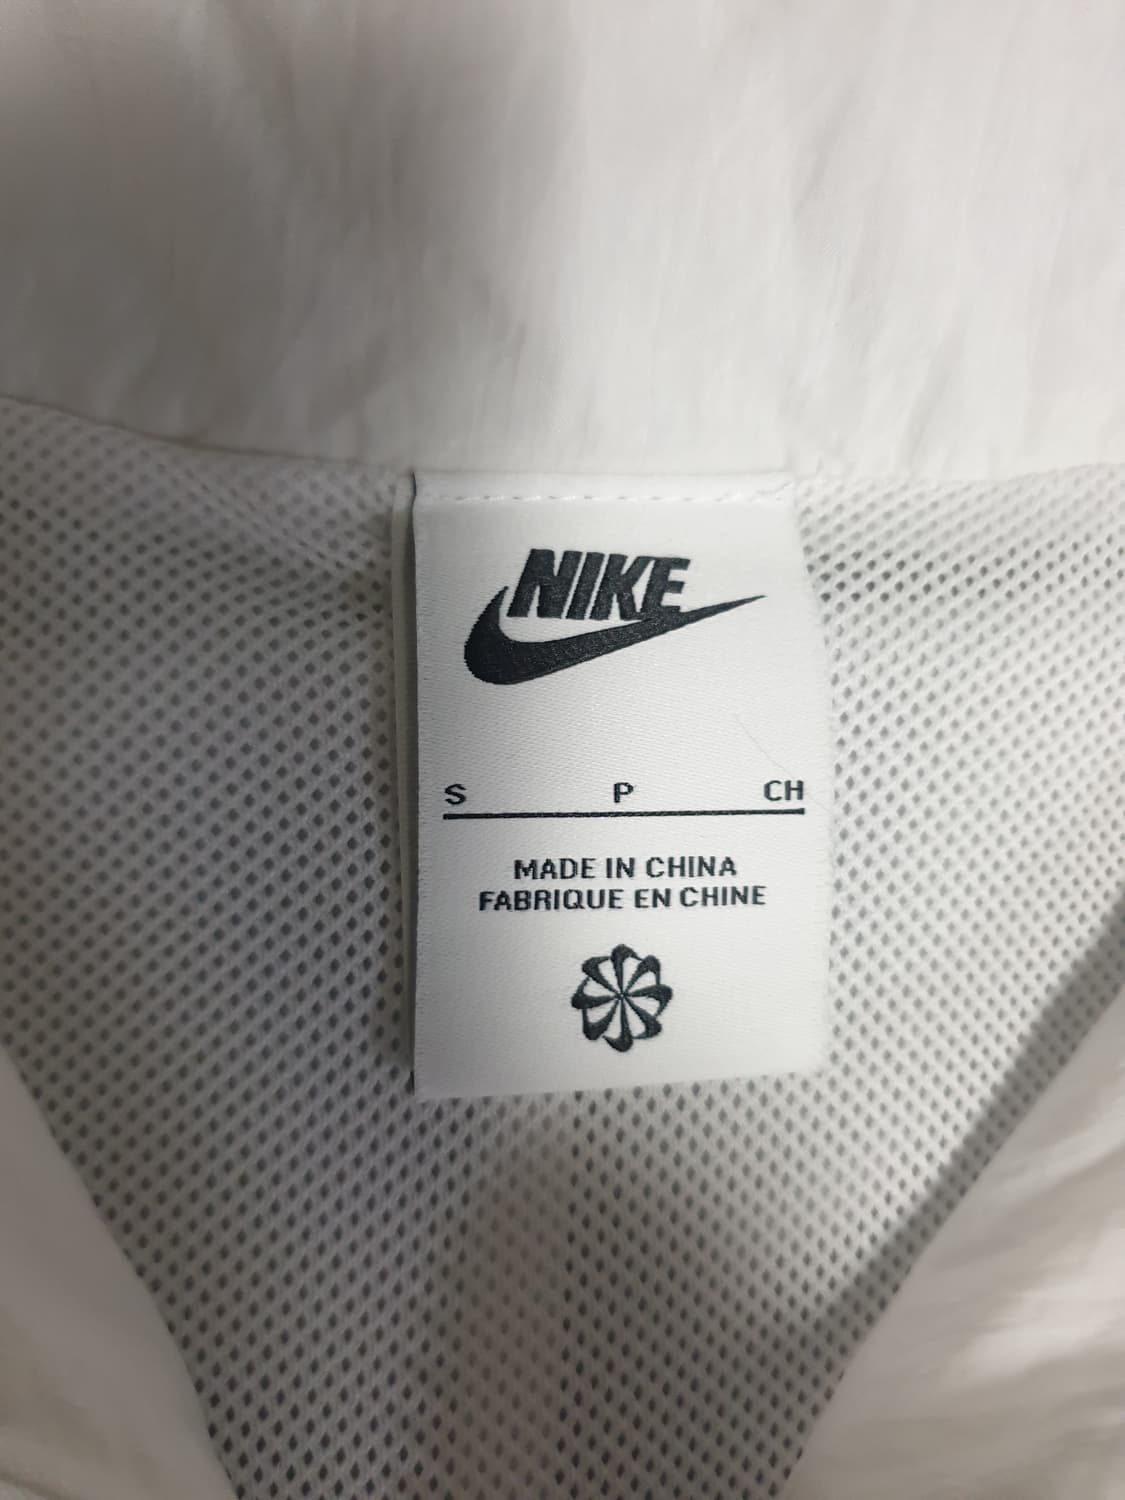 NIKE
S P CH
MADE IN CHINA
FABRIQUE EN CHINE